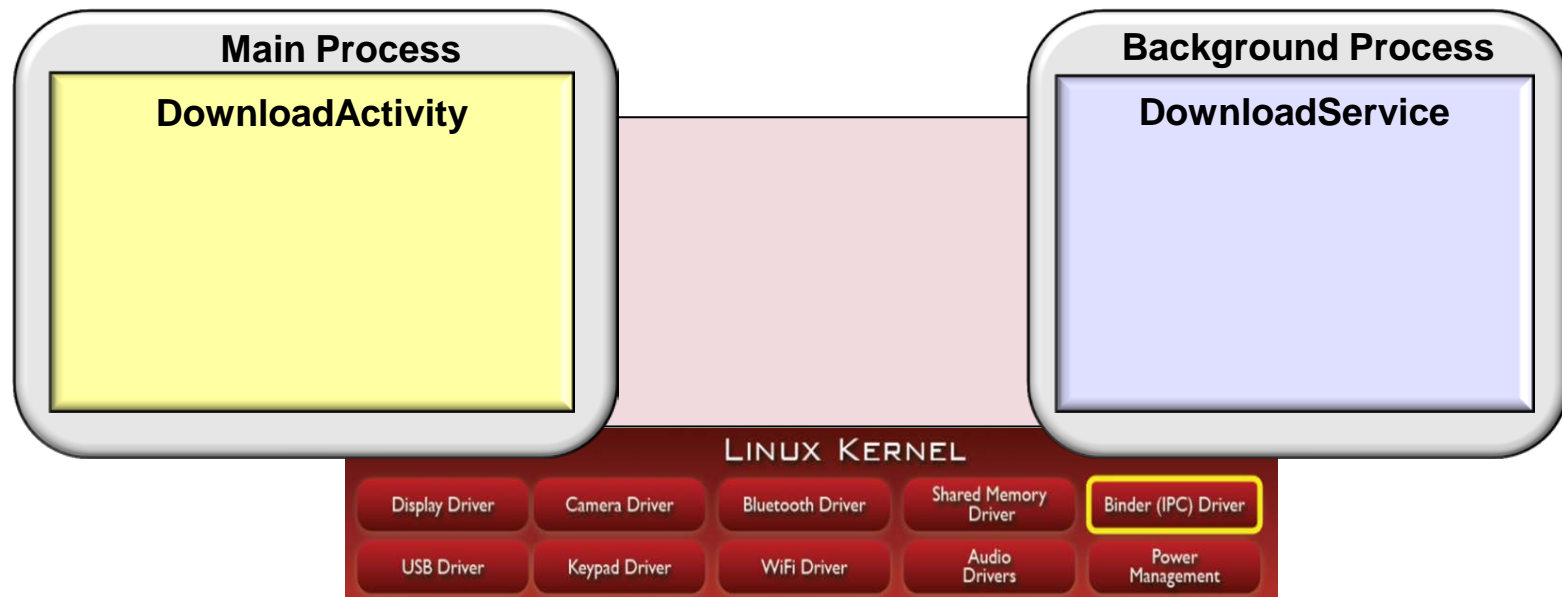 Main Process
Background Process
DownloadActivity
DownloadService
LINUX KERNEL
Display Driver
Camera Driver
Bluetooth Driver
Shared Memory
Driver
Binder (IPC) Driver
USB Driver
Keypad Driver
WiFi Driver
Audio
Drivers
Power
Management